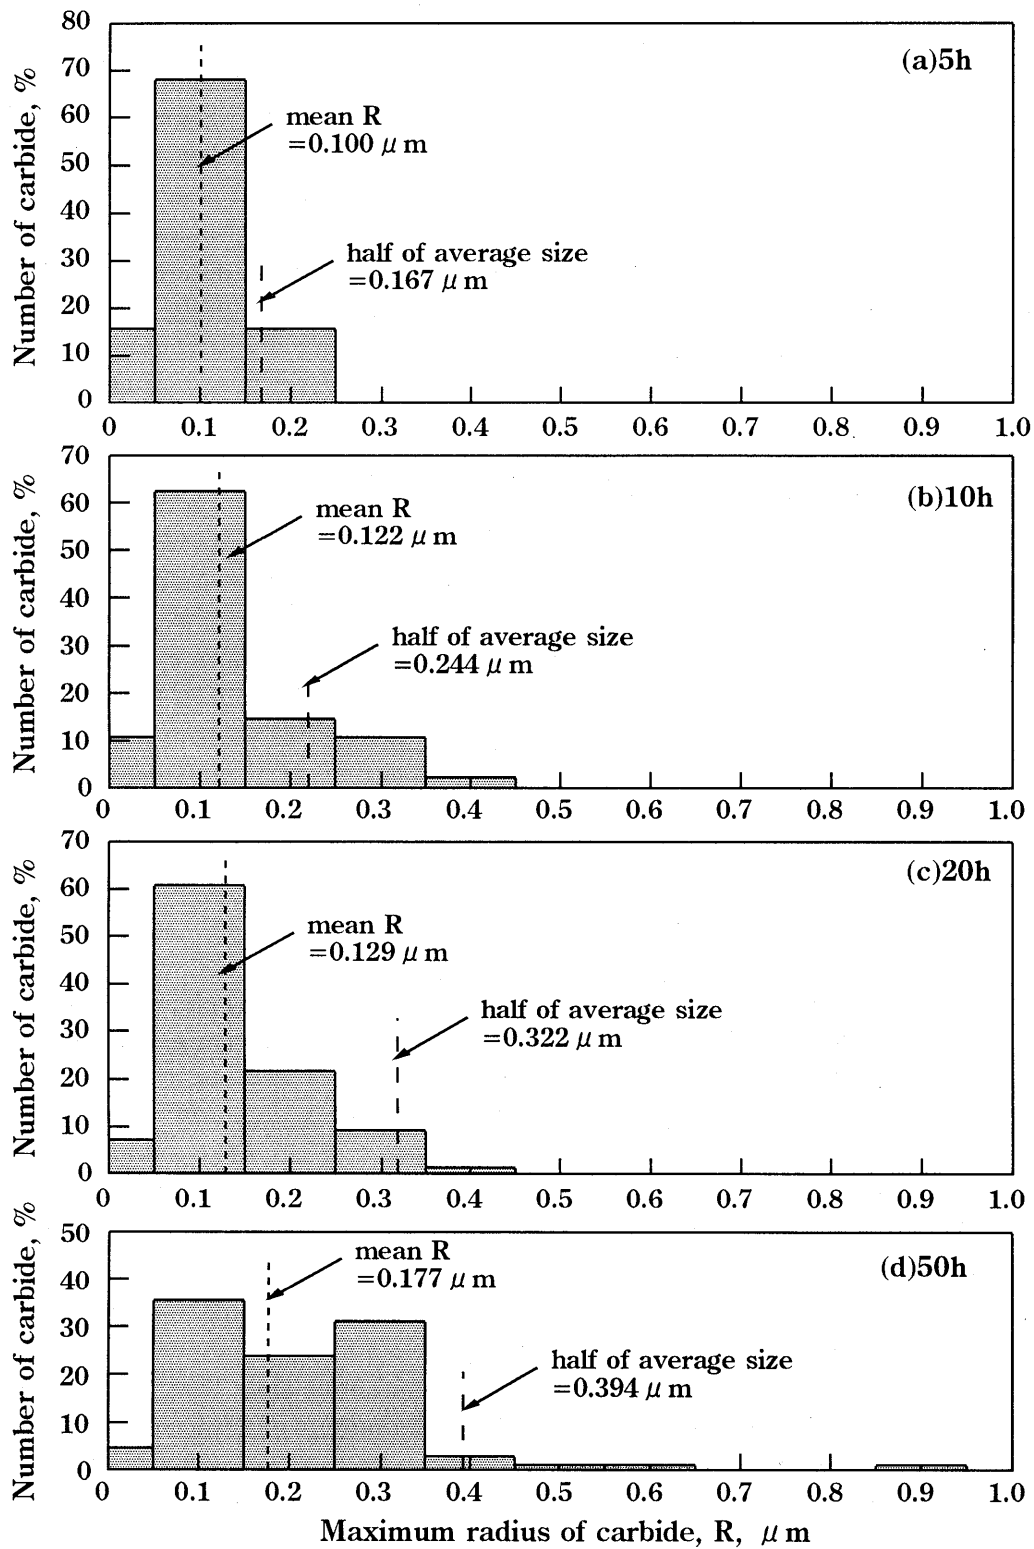 Number of carbide, %
80
70
60
50
40
30
20
10
0
(a)5h
mean R
=0.100 μm
half of average size
=0.167 μm
0 0.1 0.2 0.3 0.4 0.5 0.6 0.7 0.8 0.9 1.0
Number of carbide, %
70
60
50
40
30
20
10
0
(b)10h
mean R
=0.122 μm
half of average size
=0.244 μm
0 0.1 0.2 0.3 0.4 0.5 0.6 0.7 0.8 0.9 1.0
Number of carbide, %
70
60
50
40
30
20
10
0
(c)20h
mean R
=0.129 μm
half of average size
=0.322 μm
0 0.1 0.2 0.3 0.4 0.5 0.6 0.7 0.8 0.9 1.0
Number of carbide, %
50
40
30
20
10
0
(d)50h
mean R
=0.177 μm
half of average size
=0.394 μm
0 0.1 0.2 0.3 0.4 0.5 0.6 0.7 0.8 0.9 1.0
Maximum radius of carbide, R, μm